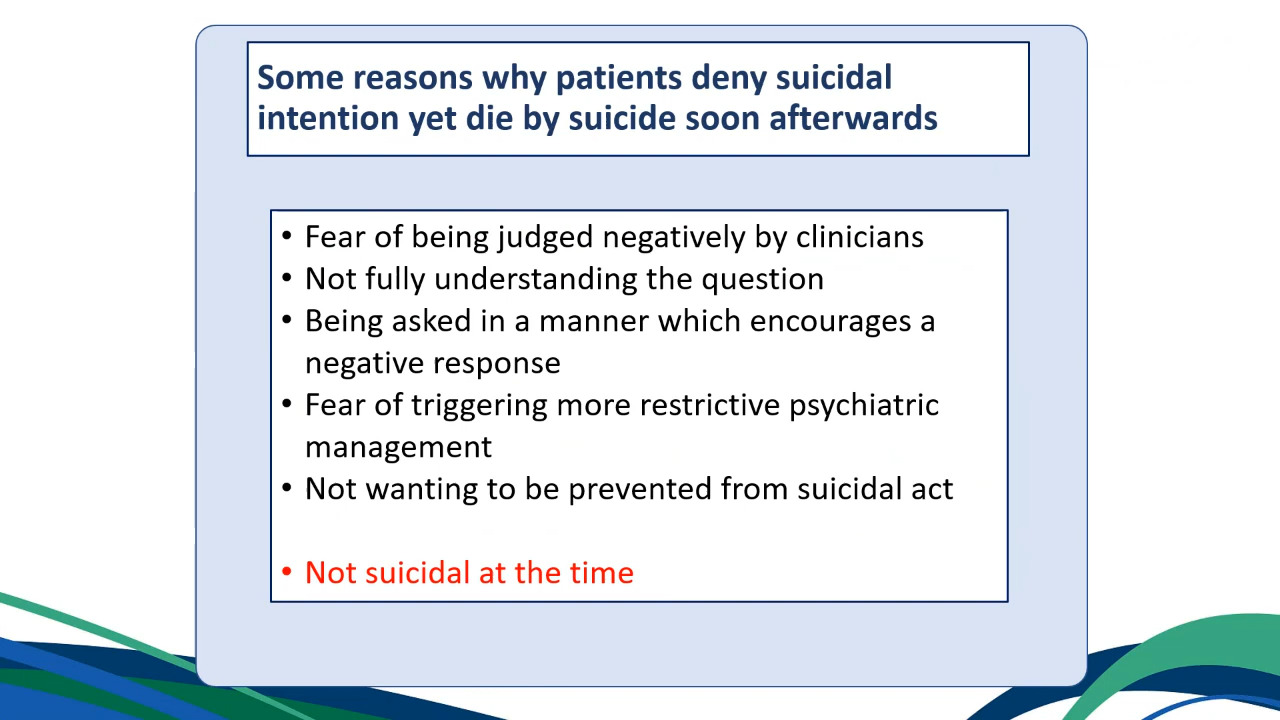 Some reasons why patients deny suicidal
intention yet die by suicide soon afterwards
• Fear of being judged negatively by clinicians
• Not fully understanding the question
• Being asked in a manner which encourages a
negative response
• Fear of triggering more restrictive psychiatric
management
• Not wanting to be prevented from suicidal act
• Not suicidal at the time